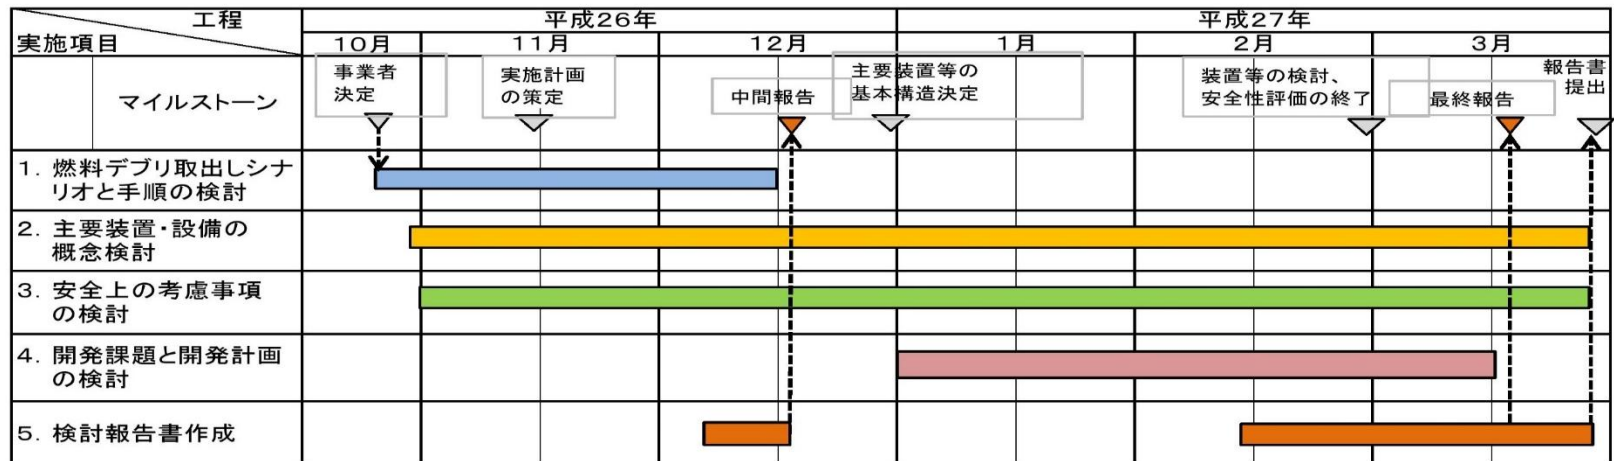 工程
平成26年
平成27年
実施項目
10月
11月
12月
1月
2月
3月
マイルストーン
事業者
決定
実施計画
の策定
中間報告
主要装置等の
基本構造決定
装置等の検討、
安全性評価の終了
最終報告
報告書
提出
1. 燃料デブリ取出しシナ
リオと手順の検討
2. 主要装置・設備の
概念検討
3. 安全上の考慮事項
の検討
4. 開発課題と開発計画
の検討
5. 検討報告書作成